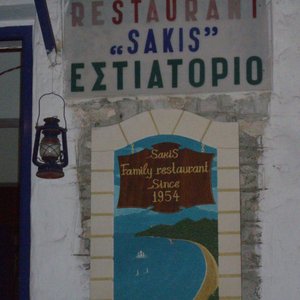 RESTAURANT
“SAKIS”
ΕΣΤΙΑΤΟΡΙΟ
SakiS
Family restaurant
Since
1954